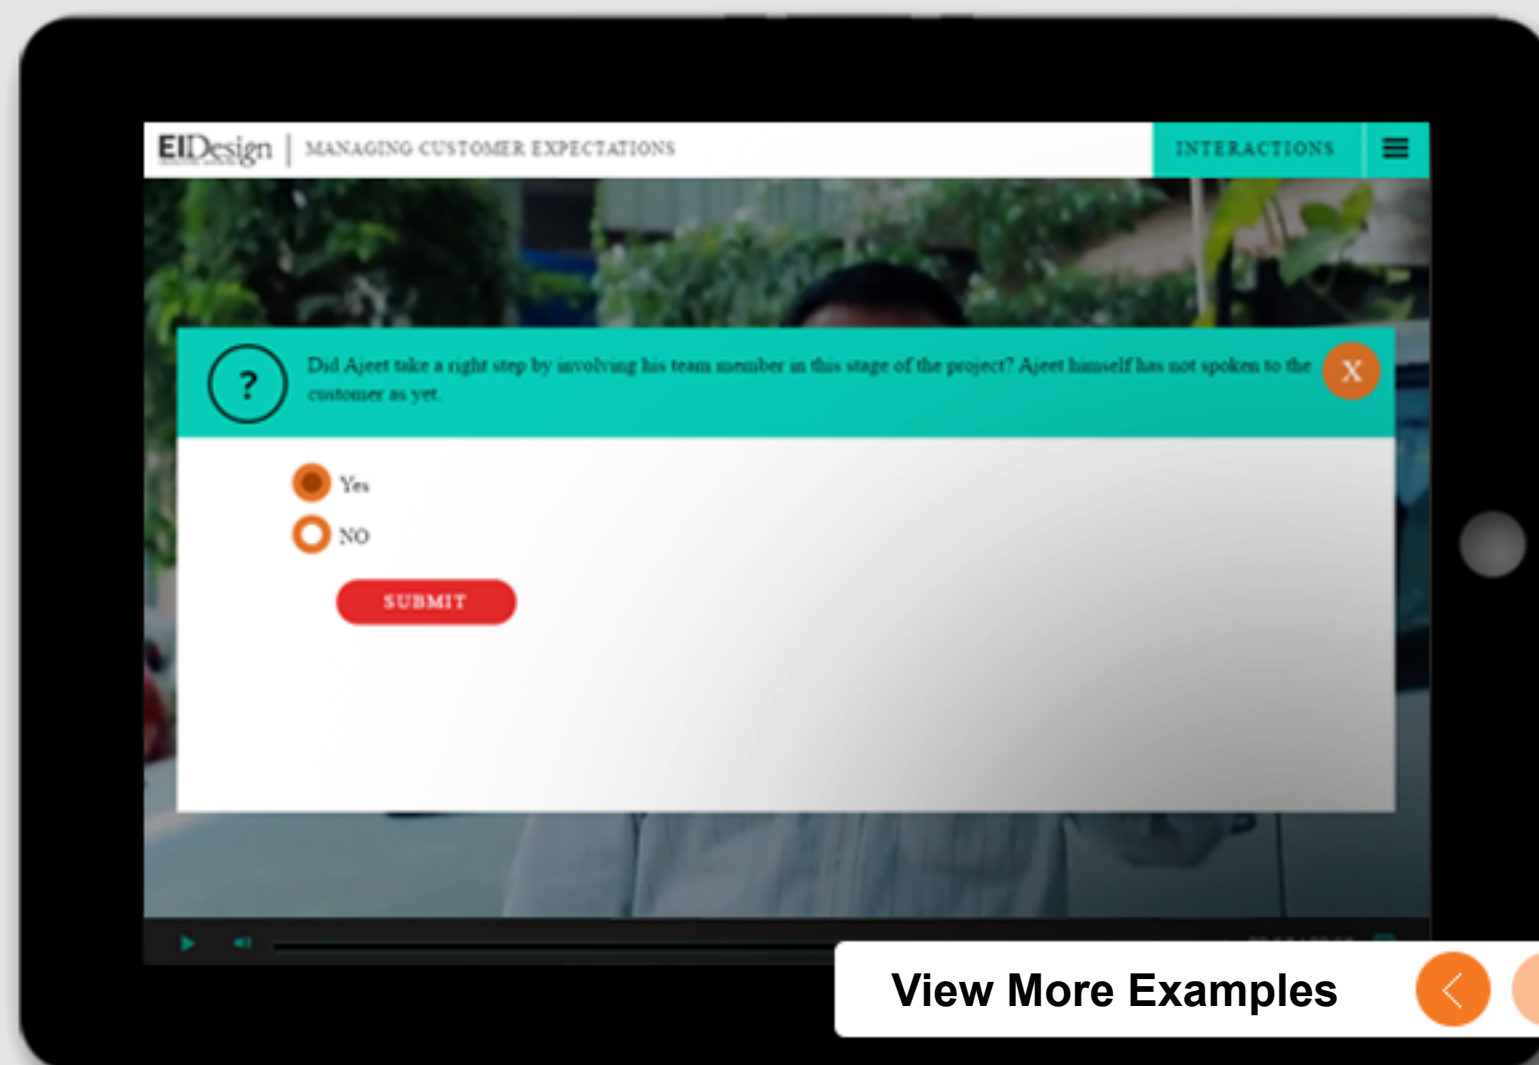 EIDesign | MANAGING CUSTOMER EXPECTATIONS
INTERACTIONS
? Did Ajeet take a right step by involving his team member in this stage of the project? Ajeet himself has not spoken to the
customer as yet.
X
Yes
NO
SUBMIT
View More Examples